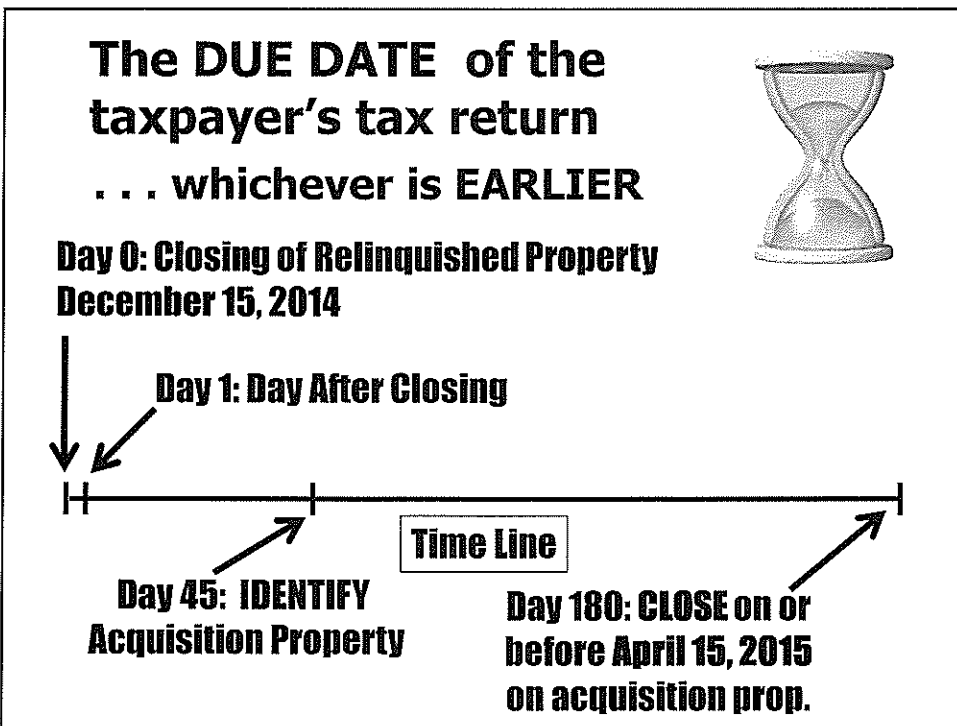 The DUE DATE of the
taxpayer's tax return
. . . whichever is EARLIER
Day 0: Closing of Relinquished Property
December 15, 2014
Day 1: Day After Closing
Time Line
Day 45: IDENTIFY
Acquisition Property
Day 180: CLOSE on or
before April 15, 2015
on acquisition prop.